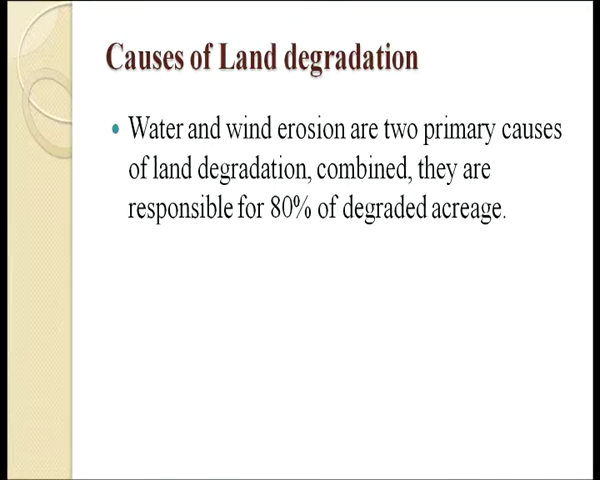 Causes of Land degradation
• Water and wind erosion are two primary causes
of land degradation, combined, they are
responsible for 80% of degraded acreage.